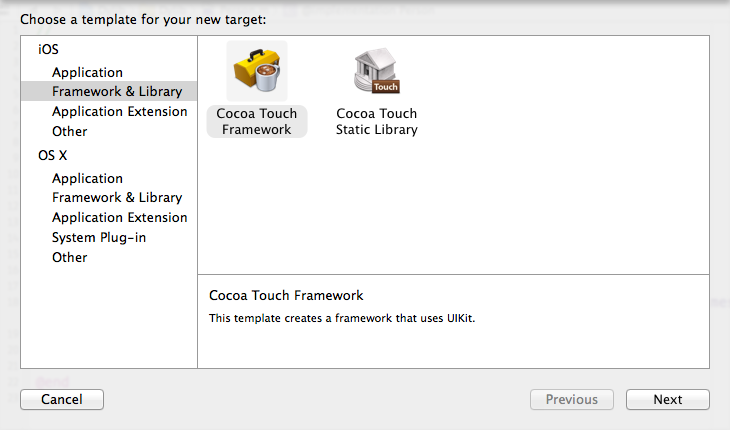 Choose a template for your new target:
iOS
Application
Framework & Library
Application Extension
Other
OS X
Application
Framework & Library
Application Extension
System Plug-in
Other
Cocoa Touch
Framework
Touch
Cocoa Touch
Static Library
Cocoa Touch Framework
This template creates a framework that uses UIKit.
Cancel
Previous
Next